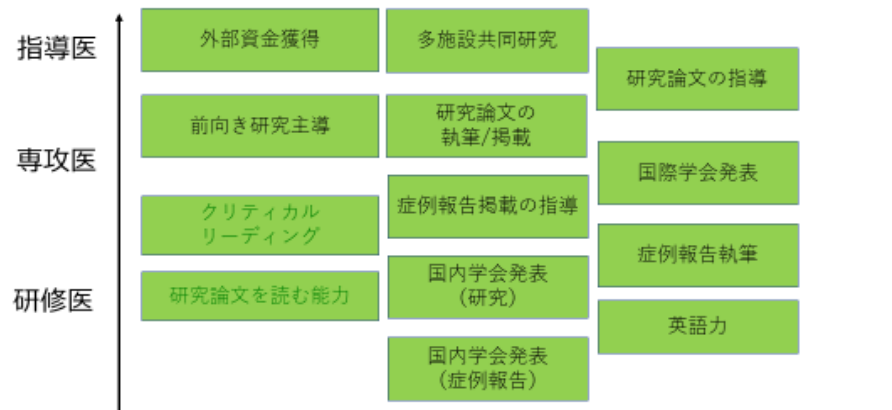 指導医
外部資金獲得
多施設共同研究
研究論文の指導
前向き研究主導
研究論文の
執筆/掲載
専攻医
国際学会発表
クリティカル
リーディング
症例報告掲載の指導
症例報告執筆
研修医
研究論文を読む能力
国内学会発表
（研究）
英語力
国内学会発表
（症例報告）